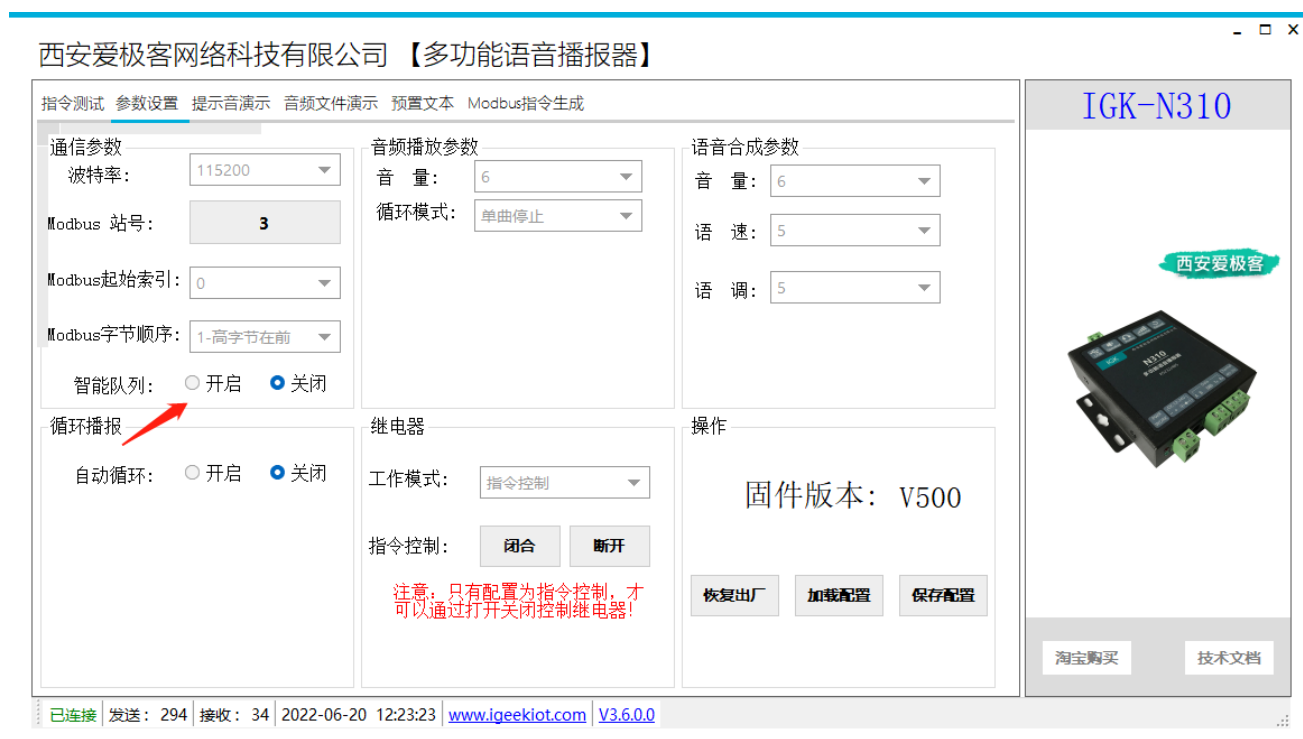 西安爱极客网络科技有限公司 【多功能语音播报器】
指令测试 参数设置 提示音演示 音频文件演示 预置文本 Modbus指令生成
通信参数
波特率: 115200
Modbus 站号: 3
Modbus起始索引: 0
Modbus字节顺序: 1-高字节在前
智能队列: 开启 关闭
音频播放参数
音 量: 6
循环模式: 单曲停止
语音合成参数
音 量: 6
语 速: 5
语 调: 5
循环播报
自动循环: 开启 关闭
继电器
工作模式: 指令控制
指令控制: 闭合 断开
注意: 只有配置为指令控制, 才
可以通过打开关闭控制继电器!
操作
固件版本: V500
恢复出厂 加载配置 保存配置
IGK-N310
西安爱极客
N310
淘宝购买 技术文档
已连接 发送: 294 接收: 34 2022-06-20 12:23:23 www.igeekiot.com V3.6.0.0